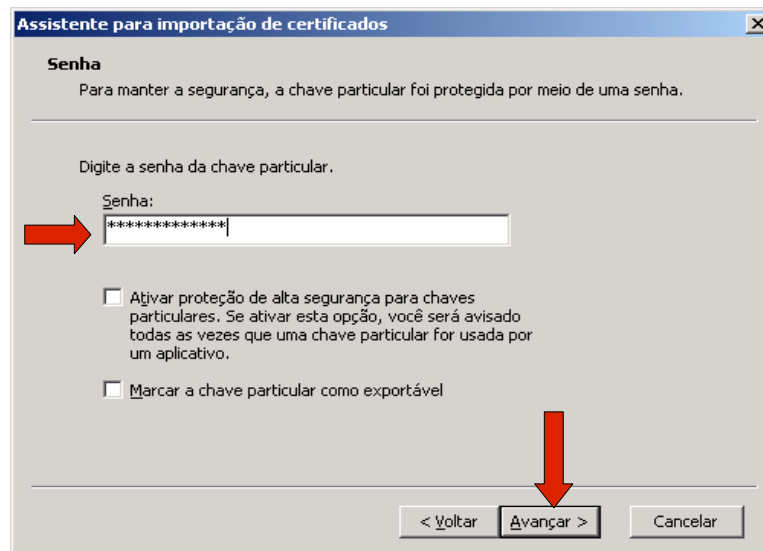 Assistente para importação de certificados
Senha
Para manter a segurança, a chave particular foi protegida por meio de uma senha.
Digite a senha da chave particular.
Senha:
*************
Ativar proteção de alta segurança para chaves
particulares. Se ativar esta opção, você será avisado
todas as vezes que uma chave particular for usada por
um aplicativo.
Marcar a chave particular como exportável
< Voltar Avançar > Cancelar